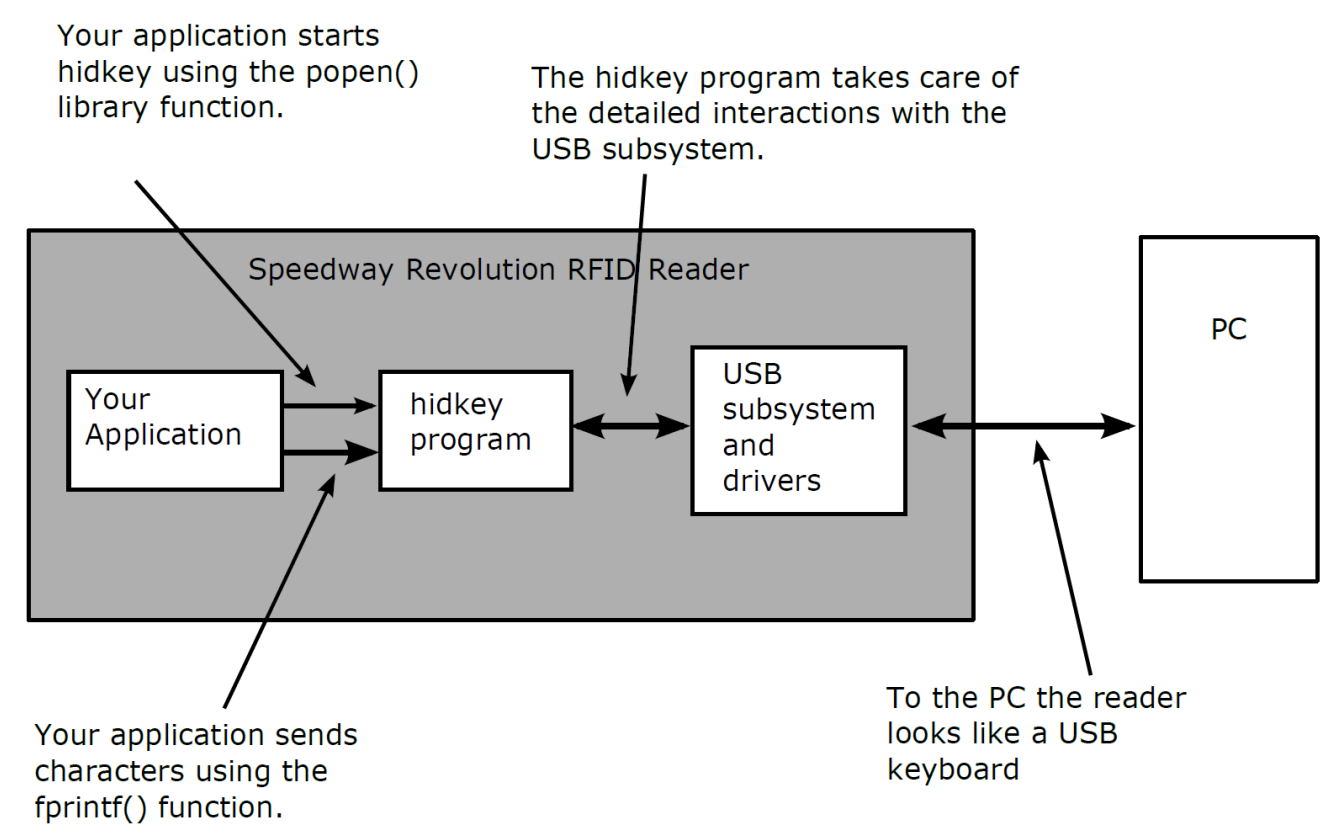 Your application starts
hidkey using the popen()
library function.
The hidkey program takes care of
the detailed interactions with the
USB subsystem.
Speedway Revolution RFID Reader
PC
Your
Application
hidkey
program
USB
subsystem
and
drivers
To the PC the reader
looks like a USB
keyboard
Your application sends
characters using the
fprintf() function.